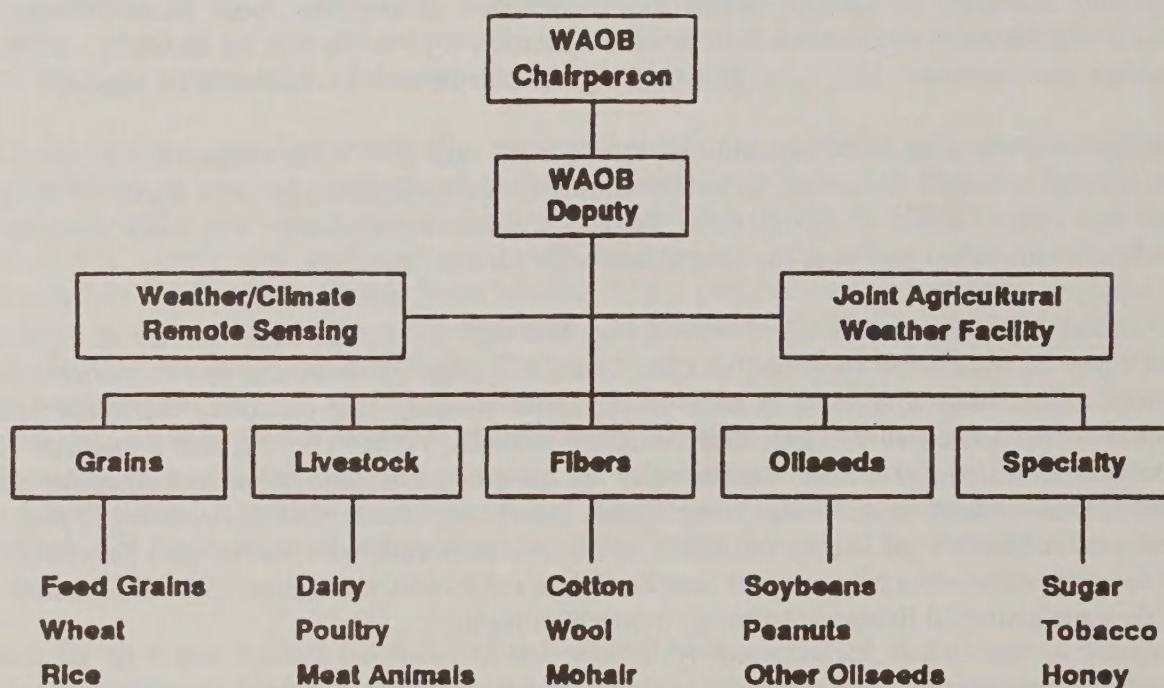 WAOB
Chairperson
WAOB
Deputy
Weather/Climate
Remote Sensing
Joint Agricultural
Weather Facility
Grains
Livestock
Fibers
Oilseeds
Specialty
Feed Grains
Wheat
Rice
Dairy
Poultry
Meat Animals
Cotton
Wool
Mohair
Soybeans
Peanuts
Other Oilseeds
Sugar
Tobacco
Honey